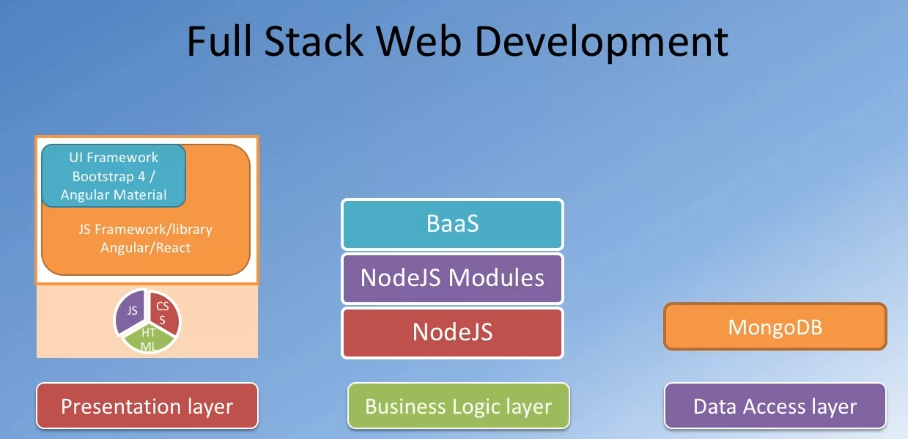 Full Stack Web Development
UI Framework
Bootstrap 4 /
Angular Material
JS Framework/library
Angular/React
JS
CS
S
HT
ML
Presentation layer
BaaS
NodeJS Modules
NodeJS
Business Logic layer
MongoDB
Data Access layer